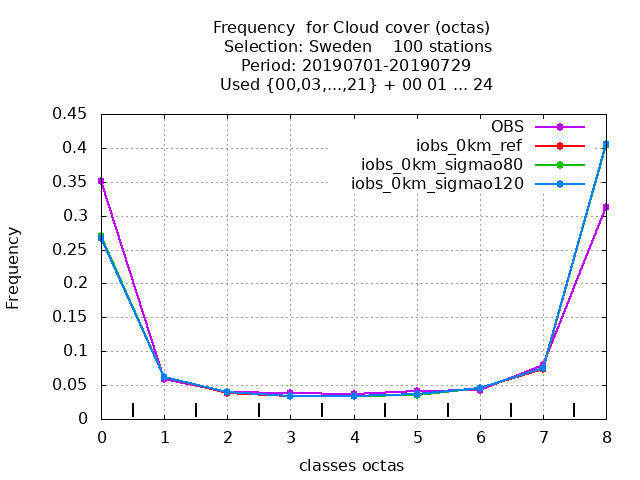 Frequency  for Cloud cover (octas)
Selection: Sweden    100 stations
Period: 20190701-20190729
Used {00,03,...,21} + 00 01 ... 24
OBS
iobs_0km_ref
iobs_0km_sigmao80
iobs_0km_sigmao120
0.45
0.4
0.35
0.3
0.25
0.2
0.15
0.1
0.05
0
Frequency
0 1 2 3 4 5 6 7 8
classes octas